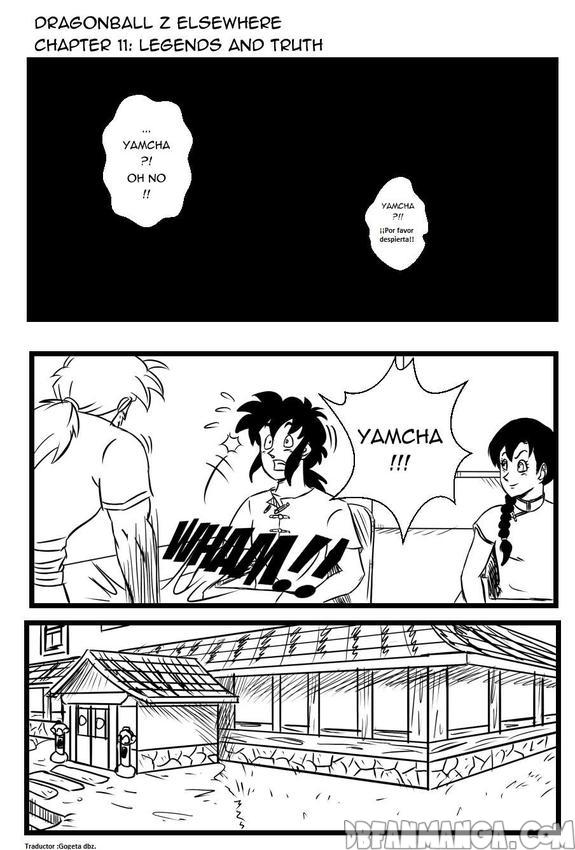 DRAGONBALL Z ELSEWHERE
CHAPTER 11: LEGENDS AND TRUTH
...
YAMCHA
?!
OH NO
!!
YAMCHA
?!!
¡¡Por favor
despierta!!
YAMCHA
!!!
WHAM!!
DBFANMANGA.COM
Traductor :Gogeta dbz.